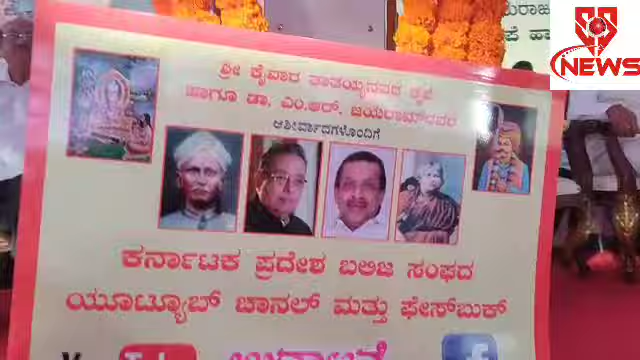 NEWS
ಶ್ರೀ ಕೈವಾರ ತಾತಯ್ಯನವರ ಕೃಪೆ
ಹಾಗೂ ಡಾ. ಎಂ.ಆರ್. ಜಯರಾಮ್‌ರವರ
ಆಶೀರ್ವಾದಗಳೊಂದಿಗೆ
ಕರ್ನಾಟಕ ಪ್ರದೇಶ ಬಲಿಜ ಸಂಘದ
ಯೂಟ್ಯೂಬ್ ಚಾನಲ್ ಮತ್ತು ಫೇಸ್‌ಬುಕ್